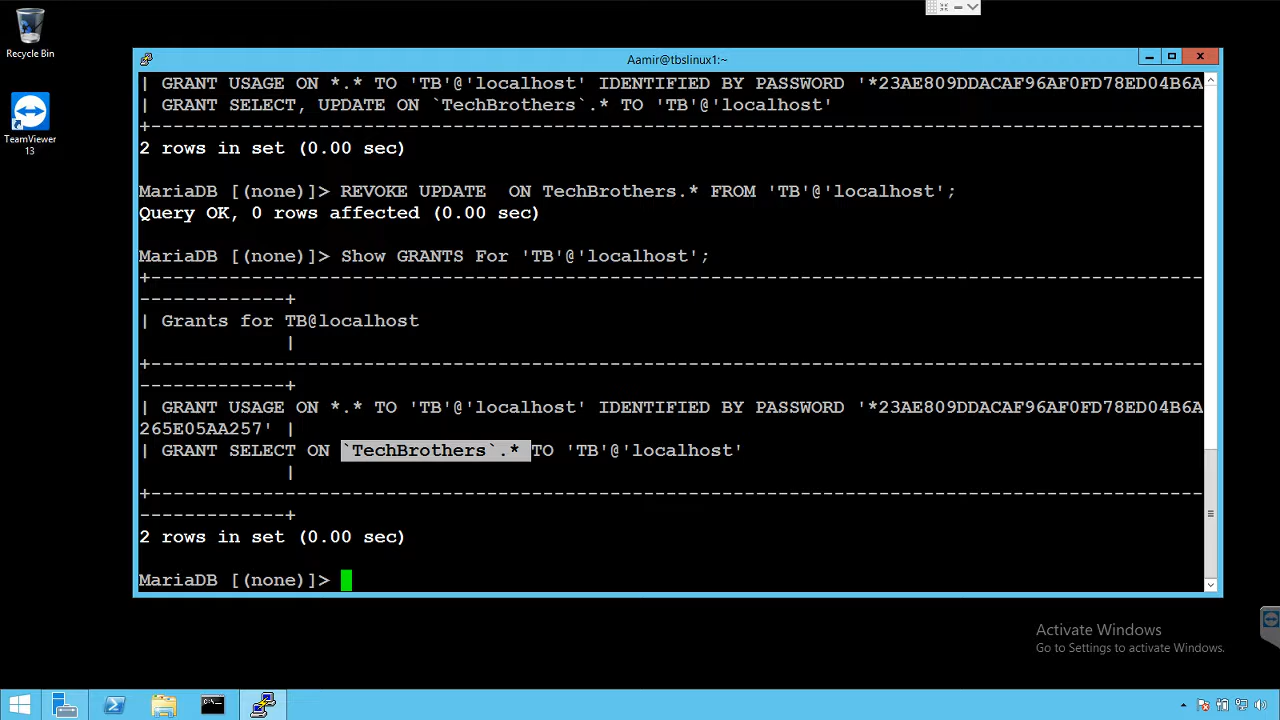 Recycle Bin
TeamViewer
13
Aamir@tbslinux1:~
| GRANT USAGE ON *.* TO 'TB'@'localhost' IDENTIFIED BY PASSWORD '*23AE809DDACAF96AF0FD78ED04B6A
| GRANT SELECT, UPDATE ON `TechBrothers`.* TO 'TB'@'localhost'
+-----------------------------------------------------------------------------------------------
2 rows in set (0.00 sec)
MariaDB [(none)]> REVOKE UPDATE  ON TechBrothers.* FROM 'TB'@'localhost';
Query OK, 0 rows affected (0.00 sec)
MariaDB [(none)]> Show GRANTS For 'TB'@'localhost';
+-----------------------------------------------------------------------------------------------
-------------+
| Grants for TB@localhost
             |
+-----------------------------------------------------------------------------------------------
-------------+
| GRANT USAGE ON *.* TO 'TB'@'localhost' IDENTIFIED BY PASSWORD '*23AE809DDACAF96AF0FD78ED04B6A
265E05AA257' |
| GRANT SELECT ON `TechBrothers`.* TO 'TB'@'localhost'
             |
+-----------------------------------------------------------------------------------------------
-------------+
2 rows in set (0.00 sec)
MariaDB [(none)]>
Activate Windows
Go to Settings to activate Windows.